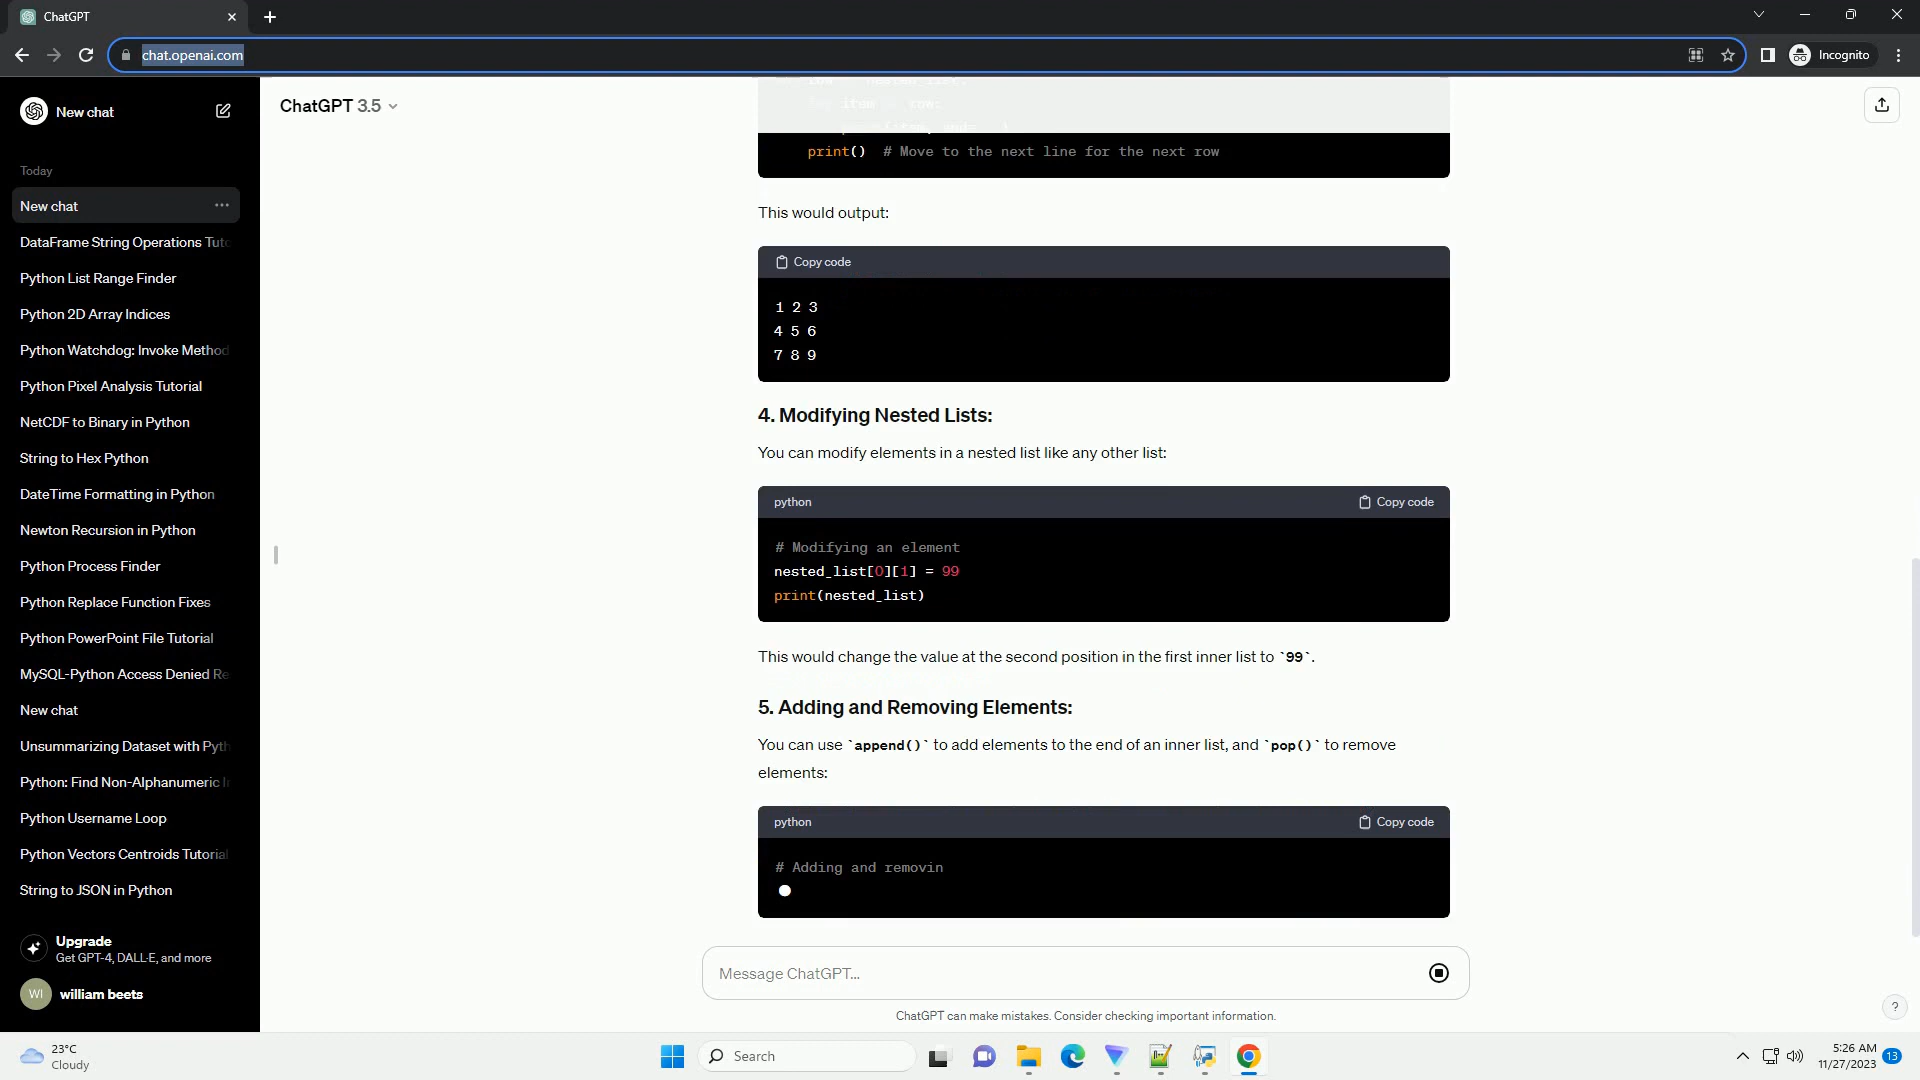 ChatGPT
chat.openai.com
Incognito
New chat
ChatGPT 3.5
Today
New chat
DataFrame String Operations Tuto
Python List Range Finder
Python 2D Array Indices
Python Watchdog: Invoke Method
Python Pixel Analysis Tutorial
NetCDF to Binary in Python
String to Hex Python
DateTime Formatting in Python
Newton Recursion in Python
Python Process Finder
Python Replace Function Fixes
Python PowerPoint File Tutorial
MySQL-Python Access Denied Re
New chat
Unsummarizing Dataset with Pyth
Python: Find Non-Alphanumeric In
Python Username Loop
Python Vectors Centroids Tutorial
String to JSON in Python
Upgrade
Get GPT-4, DALL·E, and more
WI
william beets
item row:
print() # Move to the next line for the next row
This would output:
Copy code
1 2 3
4 5 6
7 8 9
4. Modifying Nested Lists:
You can modify elements in a nested list like any other list:
python Copy code
# Modifying an element
nested_list[0][1] = 99
print(nested_list)
This would change the value at the second position in the first inner list to `99`.
5. Adding and Removing Elements:
You can use `append()` to add elements to the end of an inner list, and `pop()` to remove
elements:
python Copy code
# Adding and removin
Message ChatGPT...
ChatGPT can make mistakes. Consider checking important information.
?
23°C
Cloudy
Search
5:26 AM
11/27/2023
13